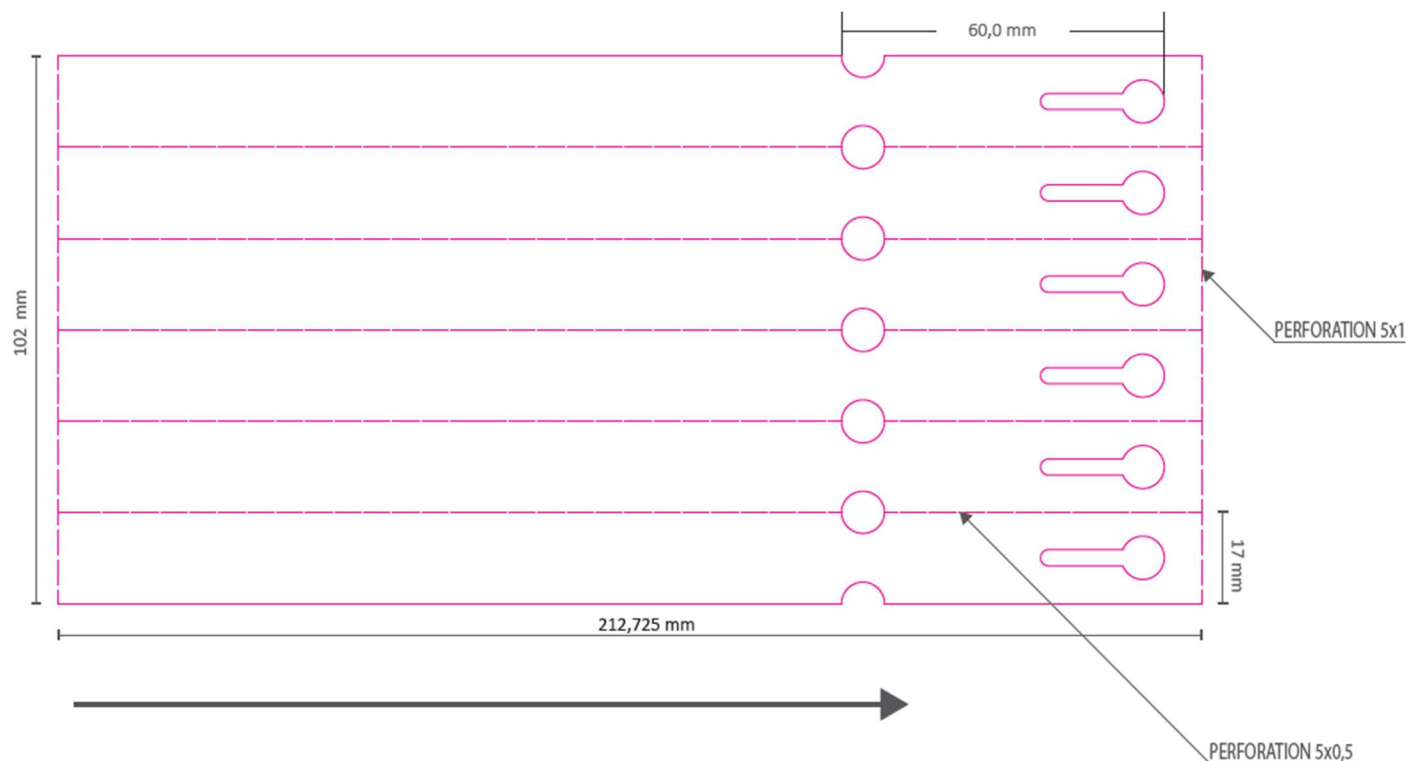 60,0 mm
102 mm
PERFORATION 5x1
17 mm
212,725 mm
PERFORATION 5x0,5